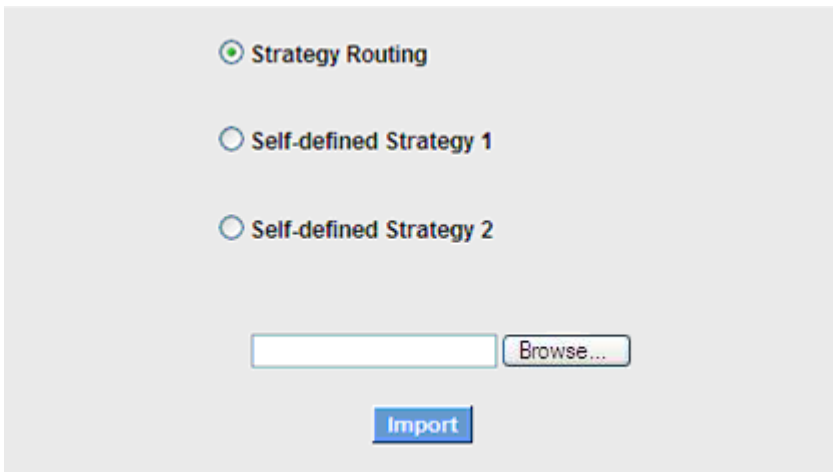 Strategy Routing
Self-defined Strategy 1
Self-defined Strategy 2
Browse...
Import